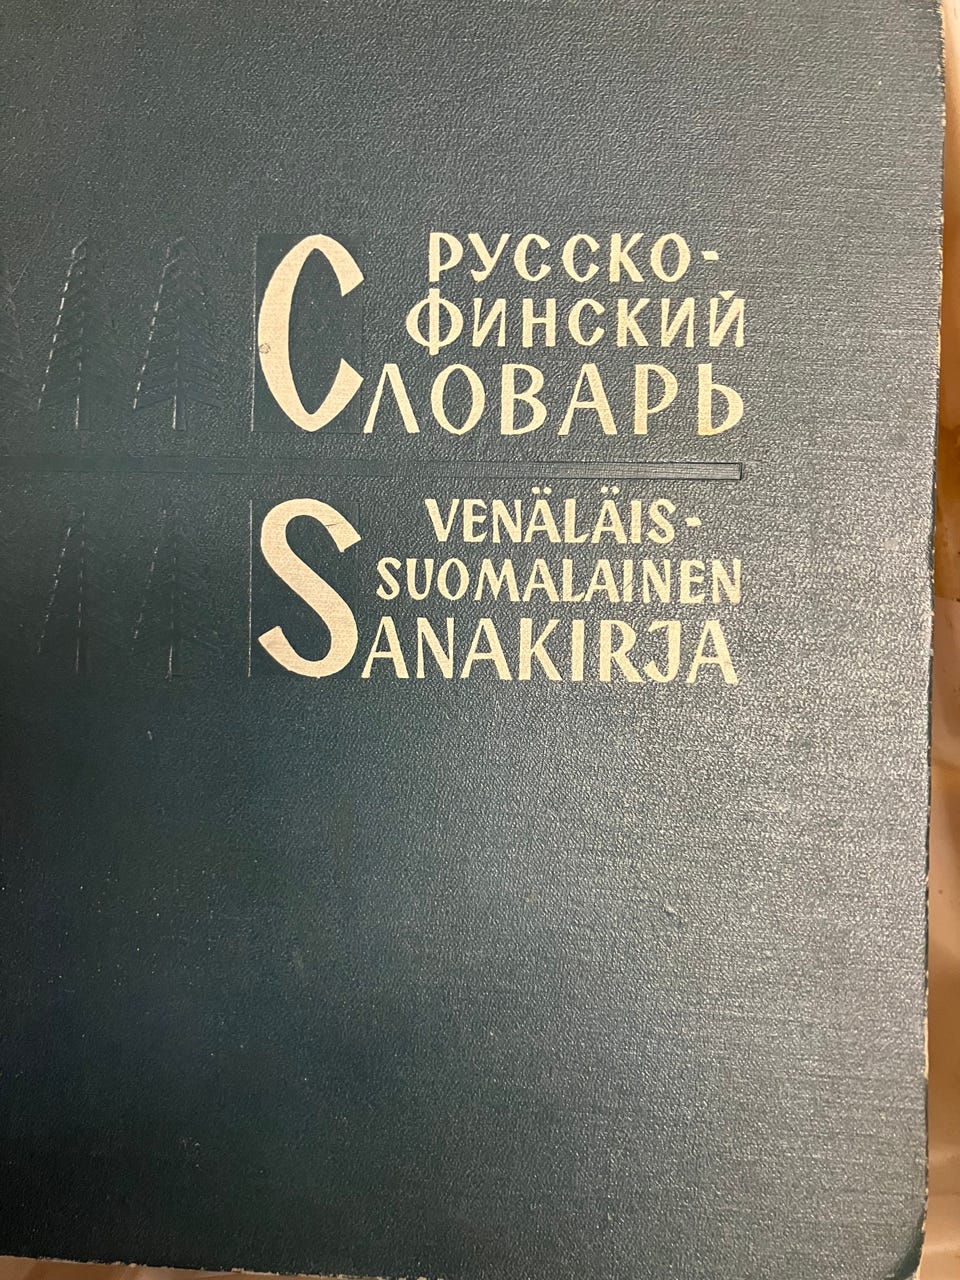 РУССКО-
ФИНСКИЙ
СЛОВАРЬ
VENÄLÄIS-
SUOMALAINEN
SANAKIRJA